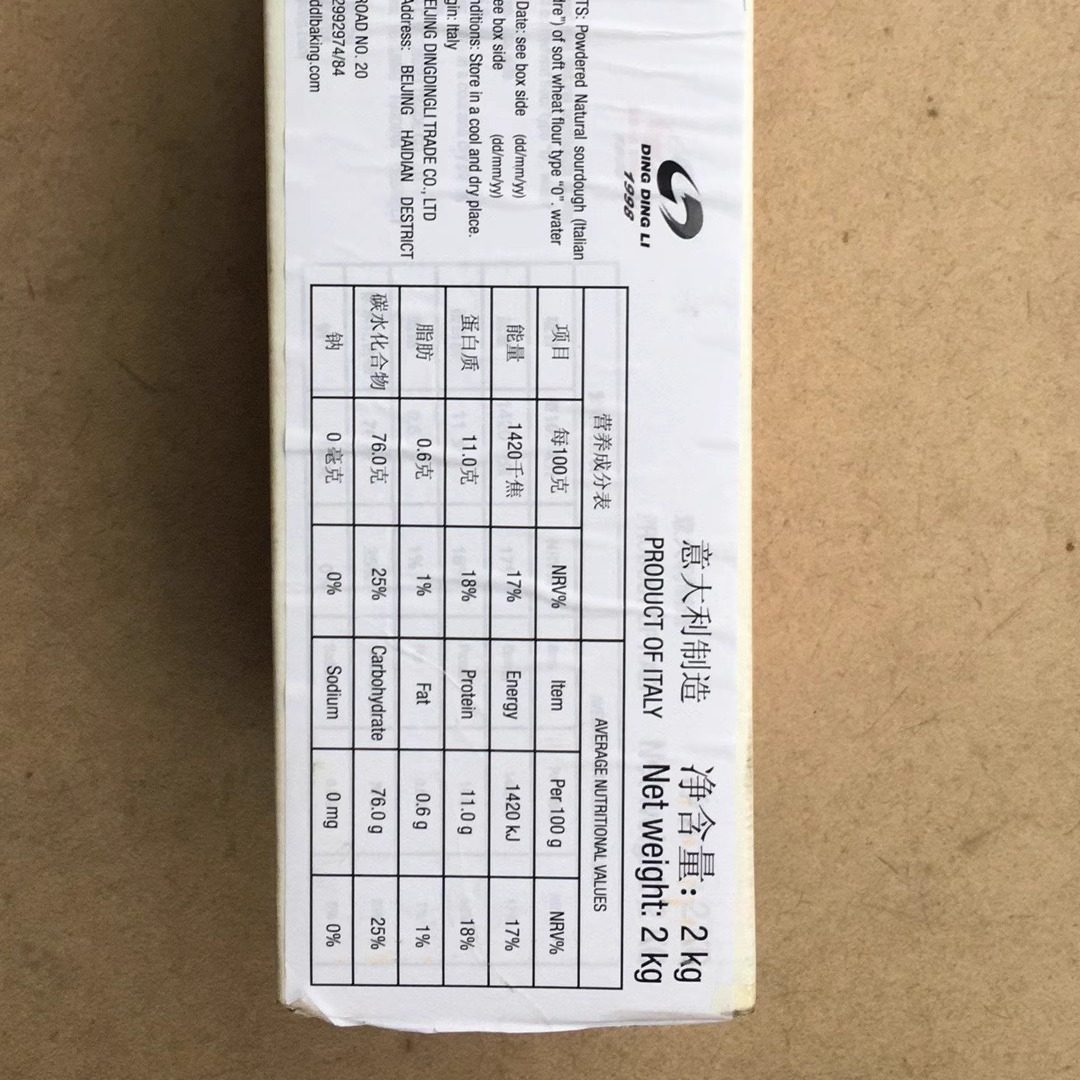 DING DING LI
1998
意大利制造 净含量: 2 kg
PRODUCT OF ITALY Net weight: 2 kg
TS: Powdered Natural sourdough (Italian
dre") of soft wheat flour type "0". water
Date: see box side (dd/mm/yy)
ee box side (dd/mm/yy)
nditions: Store in a cool and dry place.
gin: Italy
EIJING DINGDINGLI TRADE CO., LTD
Address: BEIJING HAIDIAN DESTRICT
ROAD NO. 20
2992974/84
ddlbaking.com
营养成分表 AVERAGE NUTRITIONAL VALUES
项目 每100克 NRV% Item Per 100 g NRV%
能量 1420千焦 17% Energy 1420 kJ 17%
蛋白质 11.0克 18% Protein 11.0 g 18%
脂肪 0.6克 1% Fat 0.6 g 1%
碳水化合物 76.0克 25% Carbohydrate 76.0 g 25%
钠 0 毫克 0% Sodium 0 mg 0%